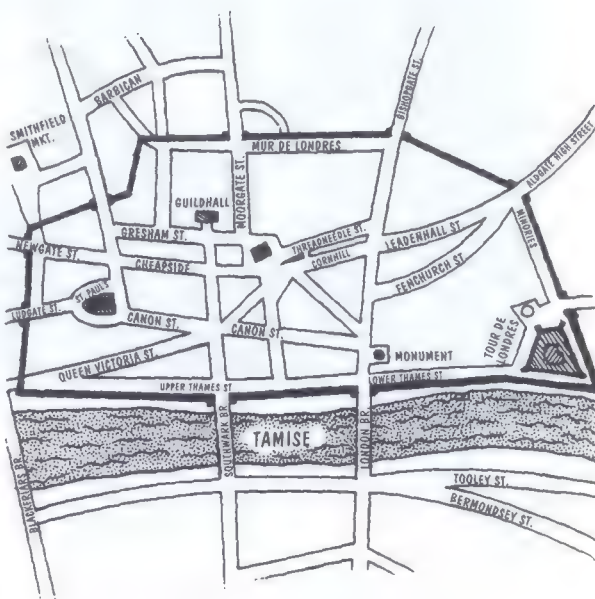 BARBICAN
BISHOPGATE ST.
SMITHFIELD
MKT.
MUR DE LONDRES
ALDGATE HIGH STREET
MOORGATE ST.
GUILDHALL
MINORIES
GRESHAM ST.
THREADNEEDLE ST.
LEADENHALL ST.
NEWGATE ST.
CHEAPSIDE
CORNHILL
FENCHURCH ST.
ST. PAUL'S
LUDGATE ST.
CANON ST.
CANON ST.
TOUR DE
LONDRES
MONUMENT
QUEEN VICTORIA ST.
UPPER THAMES ST
LOWER THAMES ST
TAMISE
SOUTHWARK BR.
LONDON BR.
BLACKFRIARS BR.
TOOLEY ST.
BERMONDSEY ST.